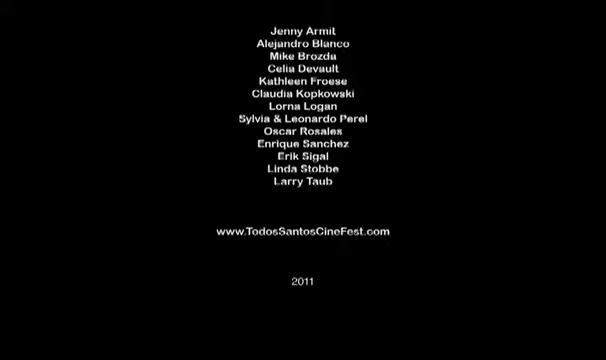 Jenny Armit
Alejandro Blanco
Mike Brozda
Celia Devault
Kathleen Froese
Claudia Kopkowski
Lorna Logan
Sylvia & Leonardo Perel
Oscar Rosales
Enrique Sanchez
Erik Sigal
Linda Stobbe
Larry Taub
www.TodosSantosCineFest.com
2011